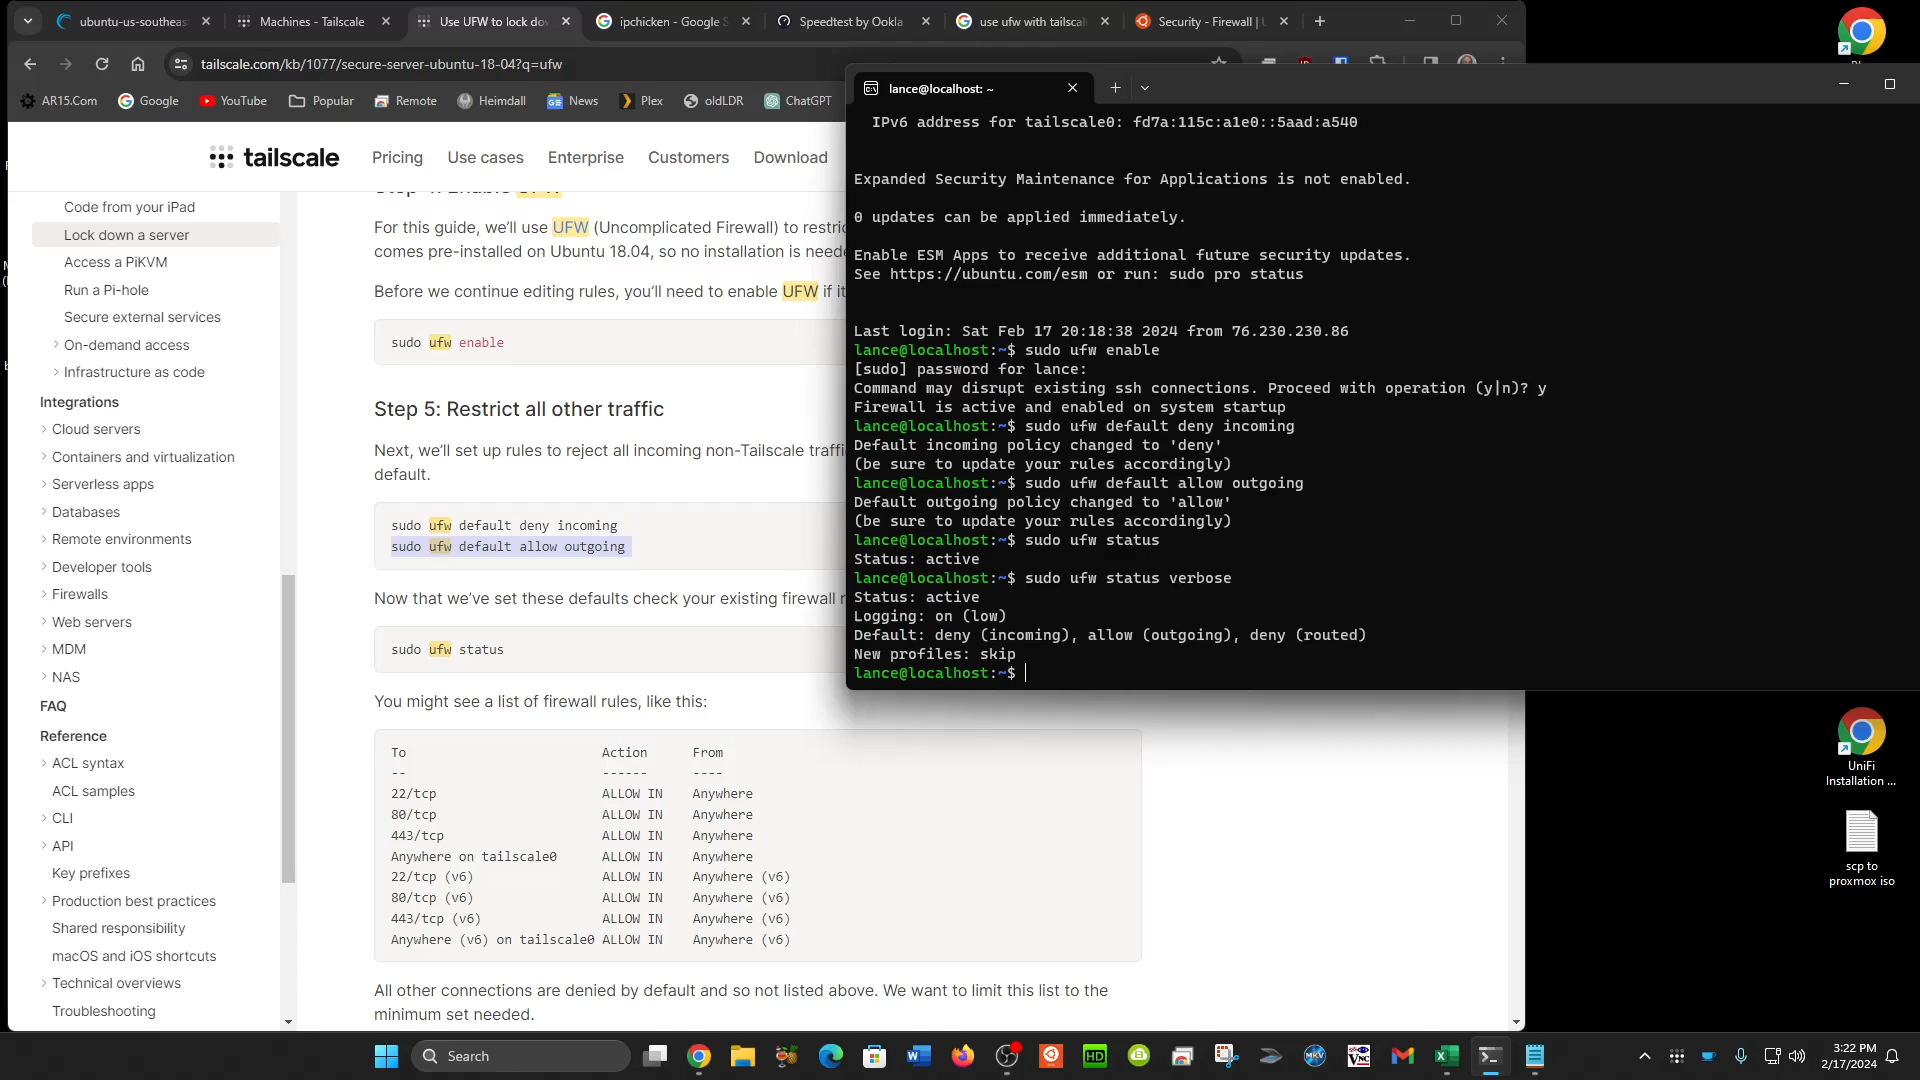 ubuntu-us-southeas
Machines - Tailscale
Use UFW to lock do
ipchicken - Google S
Speedtest by Ookla
use ufw with tailsca
Security - Firewall |
tailscale.com/kb/1077/secure-server-ubuntu-18-04?q=ufw
AR15.Com
Google
YouTube
Popular
Remote
Heimdall
News
Plex
oldLDR
ChatGPT
tailscale
Pricing
Use cases
Enterprise
Customers
Download
Code from your iPad
Lock down a server
Access a PiKVM
Run a Pi-hole
Secure external services
On-demand access
Infrastructure as code
Integrations
Cloud servers
Containers and virtualization
Serverless apps
Databases
Remote environments
Developer tools
Firewalls
Web servers
MDM
NAS
FAQ
Reference
ACL syntax
ACL samples
CLI
API
Key prefixes
Production best practices
Shared responsibility
macOS and iOS shortcuts
Technical overviews
Troubleshooting
For this guide, we'll use UFW (Uncomplicated Firewall) to restric
comes pre-installed on Ubuntu 18.04, so no installation is neede
Before we continue editing rules, you'll need to enable UFW if it
sudo ufw enable
Step 5: Restrict all other traffic
Next, we'll set up rules to reject all incoming non-Tailscale traffi
default.
sudo ufw default deny incoming
sudo ufw default allow outgoing
Now that we've set these defaults check your existing firewall r
sudo ufw status
You might see a list of firewall rules, like this:
To Action From
-- ------ ----
22/tcp ALLOW IN Anywhere
80/tcp ALLOW IN Anywhere
443/tcp ALLOW IN Anywhere
Anywhere on tailscale0 ALLOW IN Anywhere
22/tcp (v6) ALLOW IN Anywhere (v6)
80/tcp (v6) ALLOW IN Anywhere (v6)
443/tcp (v6) ALLOW IN Anywhere (v6)
Anywhere (v6) on tailscale0 ALLOW IN Anywhere (v6)
All other connections are denied by default and so not listed above. We want to limit this list to the
minimum set needed.
lance@localhost: ~
IPv6 address for tailscale0: fd7a:115c:a1e0::5aad:a540
Expanded Security Maintenance for Applications is not enabled.
0 updates can be applied immediately.
Enable ESM Apps to receive additional future security updates.
See https://ubuntu.com/esm or run: sudo pro status
Last login: Sat Feb 17 20:18:38 2024 from 76.230.230.86
lance@localhost:~$ sudo ufw enable
[sudo] password for lance:
Command may disrupt existing ssh connections. Proceed with operation (y|n)? y
Firewall is active and enabled on system startup
lance@localhost:~$ sudo ufw default deny incoming
Default incoming policy changed to 'deny'
(be sure to update your rules accordingly)
lance@localhost:~$ sudo ufw default allow outgoing
Default outgoing policy changed to 'allow'
(be sure to update your rules accordingly)
lance@localhost:~$ sudo ufw status
Status: active
lance@localhost:~$ sudo ufw status verbose
Status: active
Logging: on (low)
Default: deny (incoming), allow (outgoing), deny (routed)
New profiles: skip
lance@localhost:~$
UniFi
Installation ...
scp to
proxmox iso
Search
HD
MKV
VNC
3:22 PM
2/17/2024